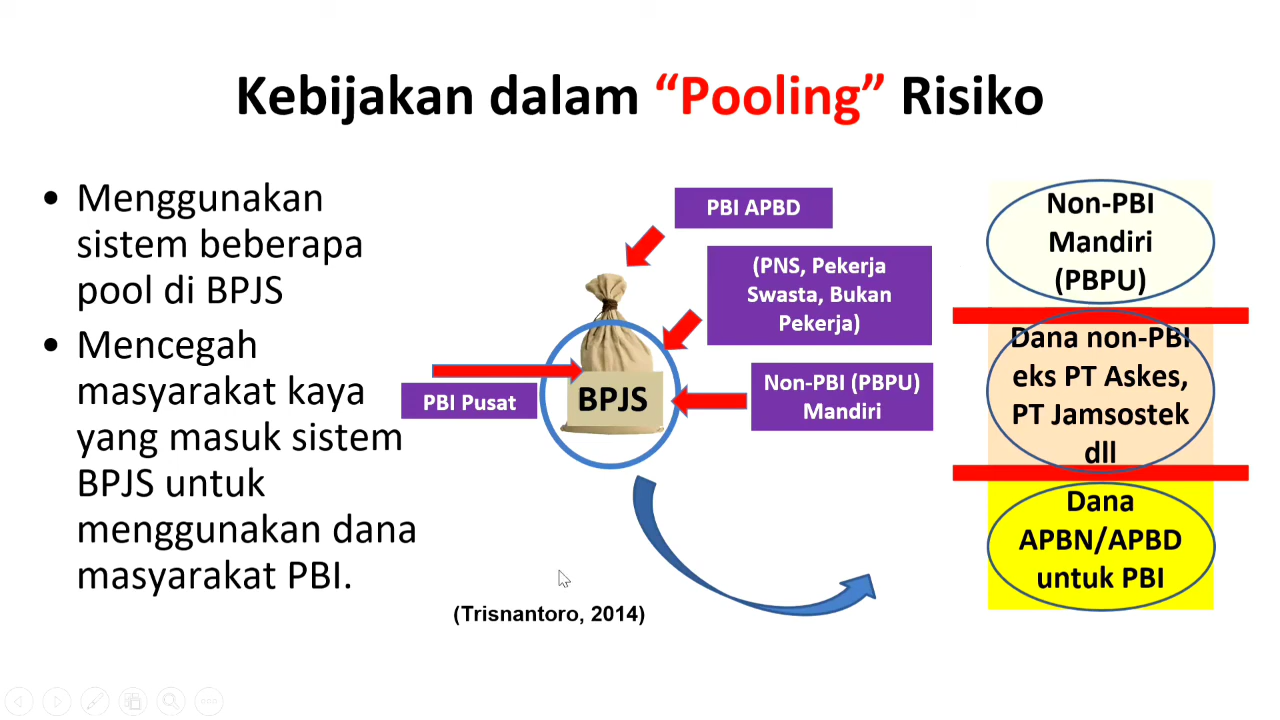 Kebijakan dalam “Pooling” Risiko
• Menggunakan
sistem beberapa
pool di BPJS
• Mencegah
masyarakat kaya
yang masuk sistem
BPJS untuk
menggunakan dana
masyarakat PBI.
PBI APBD
(PNS, Pekerja
Swasta, Bukan
Pekerja)
PBI Pusat
BPJS
Non-PBI (PBPU)
Mandiri
(Trisnantoro, 2014)
Non-PBI
Mandiri
(PBPU)
Dana non-PBI
eks PT Askes,
PT Jamsostek
dll
Dana
APBN/APBD
untuk PBI